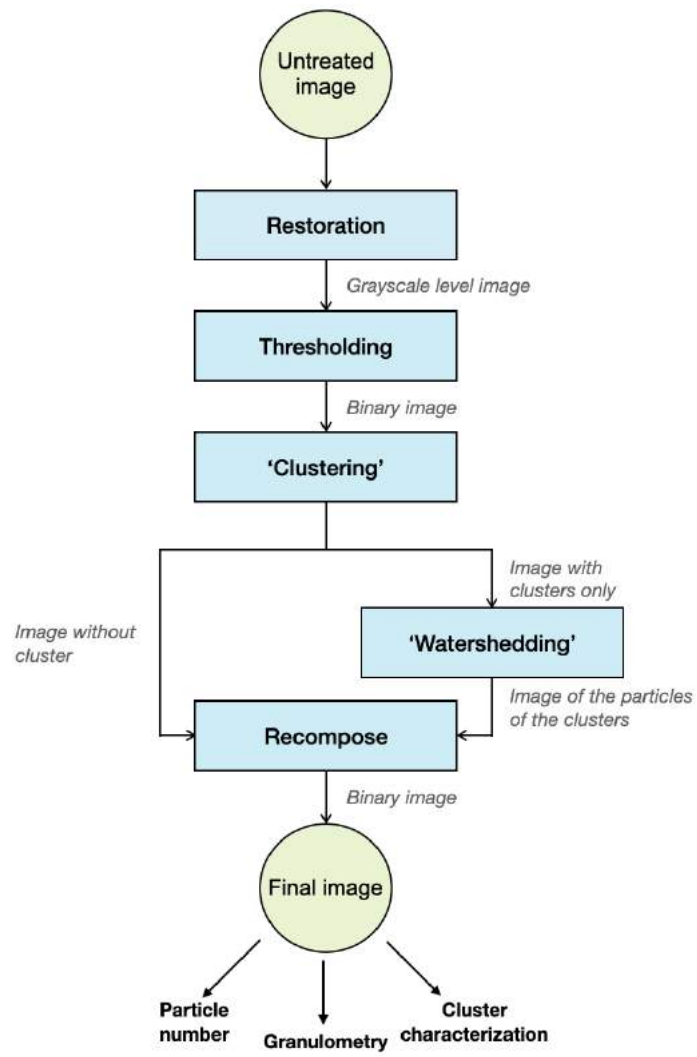 Untreated
image
Restoration
Grayscale level image
Thresholding
Binary image
‘Clustering’
Image with
clusters only
Image without
cluster
‘Watershedding’
Image of the particles
of the clusters
Recompose
Binary image
Final image
Particle
number
Granulometry
Cluster
characterization